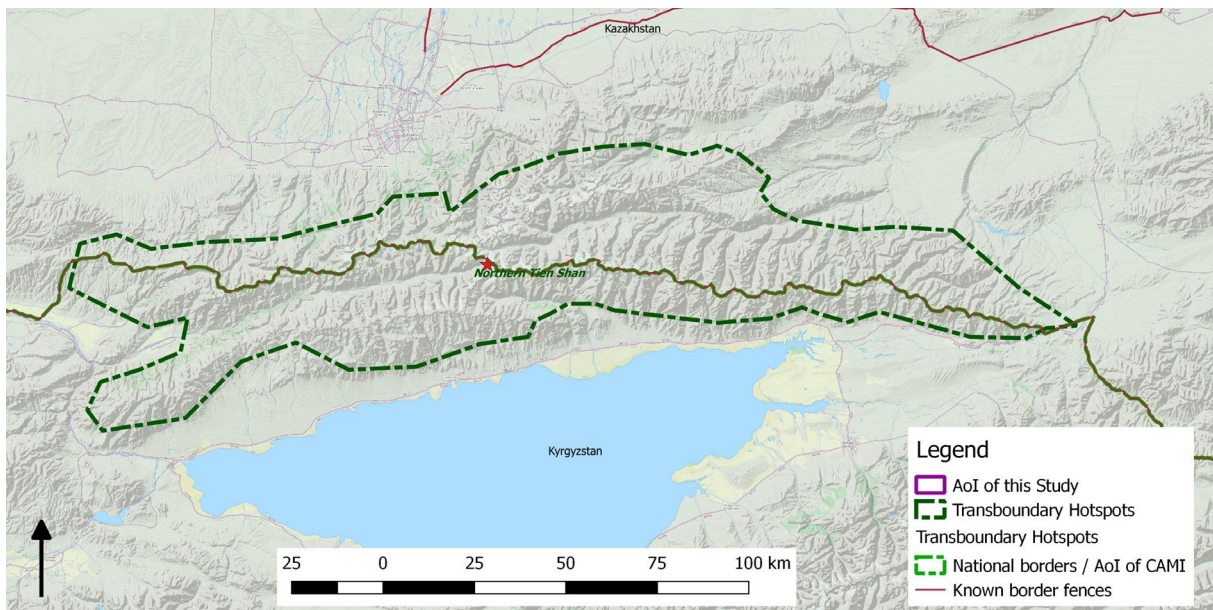 Kazakhstan
Northern Tien Shan
Kyrgyzstan
Legend
AoI of this Study
Transboundary Hotspots
Transboundary Hotspots
National borders / AoI of CAMI
Known border fences
25 0 25 50 75 100 km